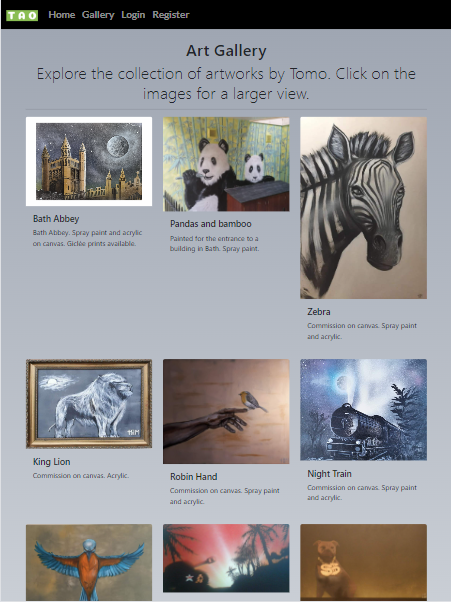 TAO Home Gallery Login Register
Art Gallery
Explore the collection of artworks by Tomo. Click on the
images for a larger view.
Bath Abbey
Bath Abbey. Spray paint and acrylic
on canvas. Giclée prints available.
Pandas and bamboo
Painted for the entrance to a
building in Bath. Spray paint.
Zebra
Commission on canvas. Spray paint
and acrylic.
King Lion
Commission on canvas. Acrylic.
Robin Hand
Commission on canvas. Spray paint
and acrylic.
Night Train
Commission on canvas. Spray paint
and acrylic.